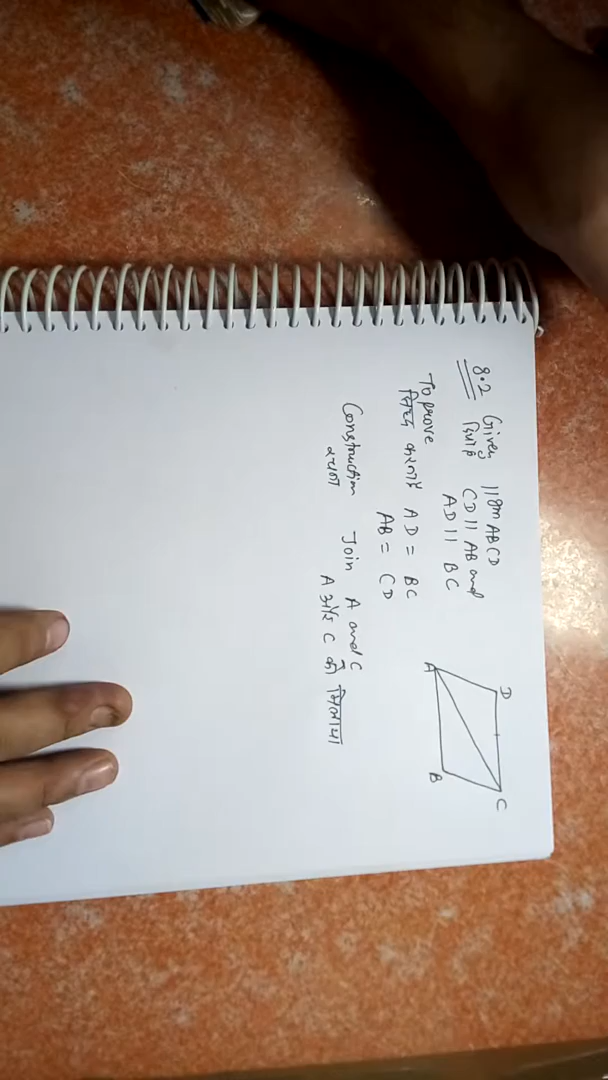 8.2 Given ||gm ABCD
दिया है CD || AB and
AD || BC
To prove
सिद्ध करना है AD = BC
AB = CD
Construction Join A and C
रचना A और C को मिलाया
D
C
A
B